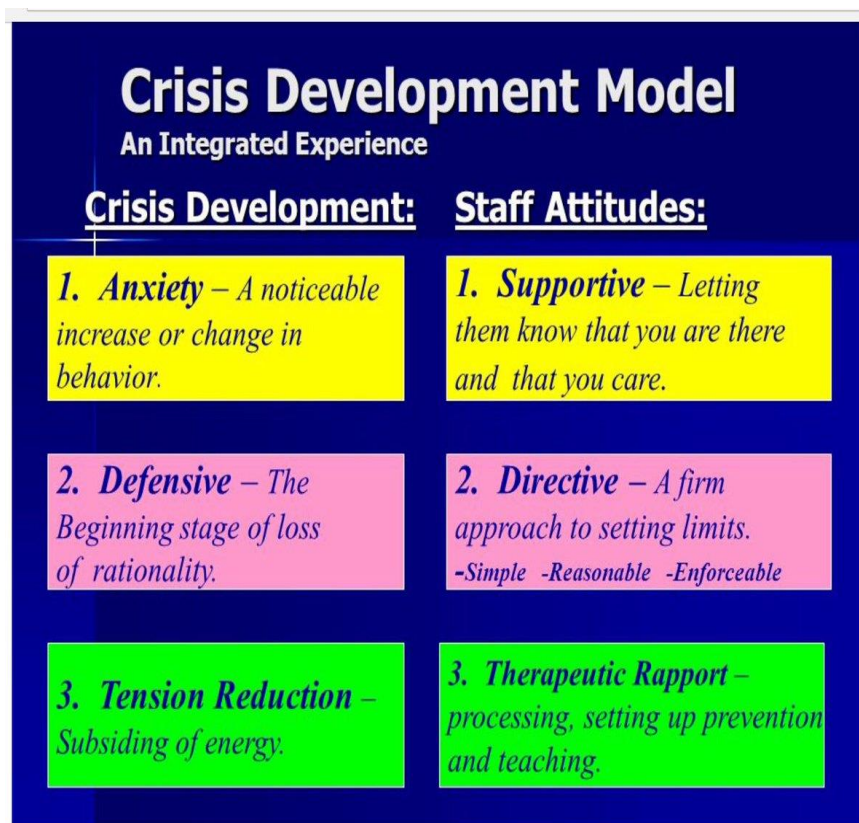 Crisis Development Model
An Integrated Experience
Crisis Development:
1. Anxiety – A noticeable
increase or change in
behavior.
2. Defensive – The
Beginning stage of loss
of rationality.
3. Tension Reduction –
Subsiding of energy.
Staff Attitudes:
1. Supportive – Letting
them know that you are there
and that you care.
2. Directive – A firm
approach to setting limits.
-Simple -Reasonable -Enforceable
3. Therapeutic Rapport –
processing, setting up prevention
and teaching.